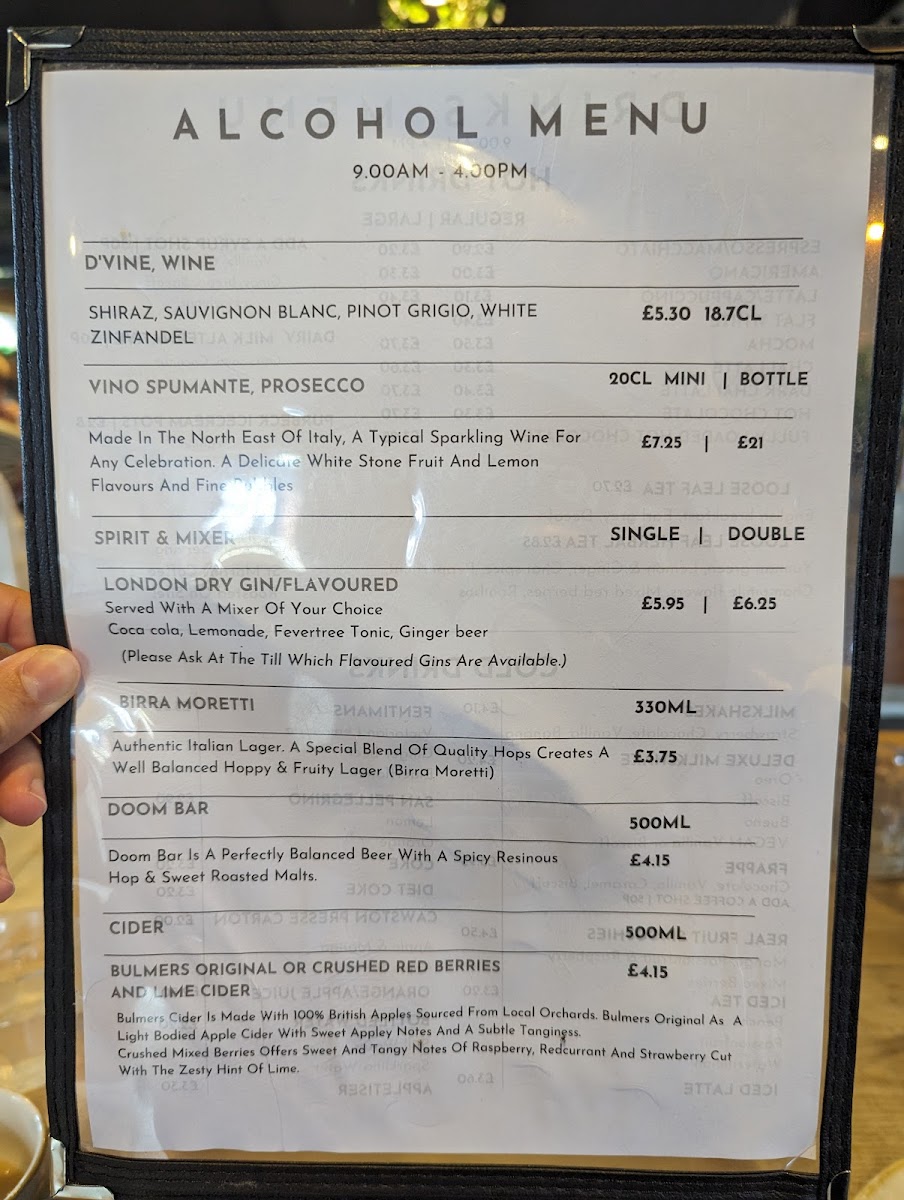 ALCOHOL MENU
9.00AM - 4.00PM
D'VINE, WINE
SHIRAZ, SAUVIGNON BLANC, PINOT GRIGIO, WHITE £5.30 18.7CL
ZINFANDEL
VINO SPUMANTE, PROSECCO 20CL MINI | BOTTLE
Made In The North East Of Italy, A Typical Sparkling Wine For £7.25 | £21
Any Celebration. A Delicate White Stone Fruit And Lemon
Flavours And Fine Bubbles
SPIRIT & MIXER SINGLE | DOUBLE
LONDON DRY GIN/FLAVOURED
Served With A Mixer Of Your Choice £5.95 | £6.25
Coca cola, Lemonade, Fevertree Tonic, Ginger beer
(Please Ask At The Till Which Flavoured Gins Are Available.)
BIRRA MORETTI 330ML
Authentic Italian Lager. A Special Blend Of Quality Hops Creates A £3.75
Well Balanced Hoppy & Fruity Lager (Birra Moretti)
DOOM BAR 500ML
Doom Bar Is A Perfectly Balanced Beer With A Spicy Resinous £4.15
Hop & Sweet Roasted Malts.
CIDER 500ML
BULMERS ORIGINAL OR CRUSHED RED BERRIES £4.15
AND LIME CIDER
Bulmers Cider Is Made With 100% British Apples Sourced From Local Orchards. Bulmers Original As A
Light Bodied Apple Cider With Sweet Appley Notes And A Subtle Tanginess.
Crushed Mixed Berries Offers Sweet And Tangy Notes Of Raspberry, Redcurrant And Strawberry Cut
With The Zesty Hint Of Lime.